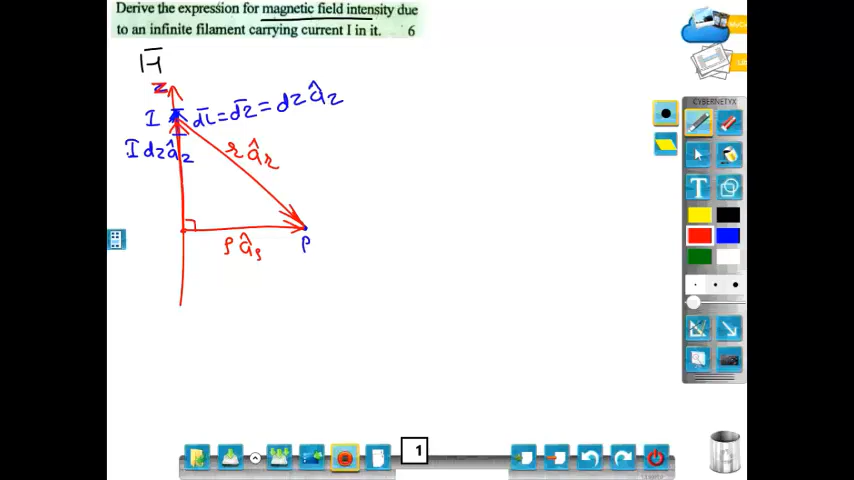 Derive the expression for magnetic field intensity due
to an infinite filament carrying current I in it. 6
H̄
z
I
dL̄ = dz̄ = dz âz
I dz âz
r âr
ρ âρ
P
CYBERNETYX
T
1